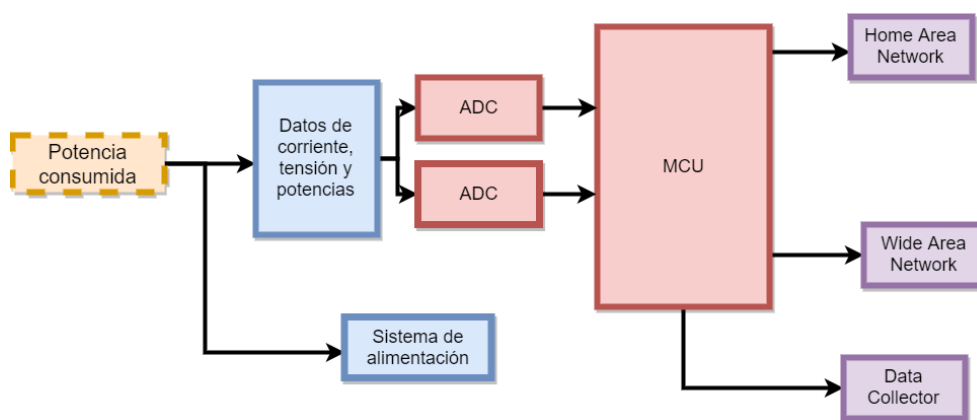 Potencia
consumida
Datos de
corriente,
tensión y
potencias
ADC
ADC
MCU
Home Area
Network
Wide Area
Network
Sistema de
alimentación
Data
Collector